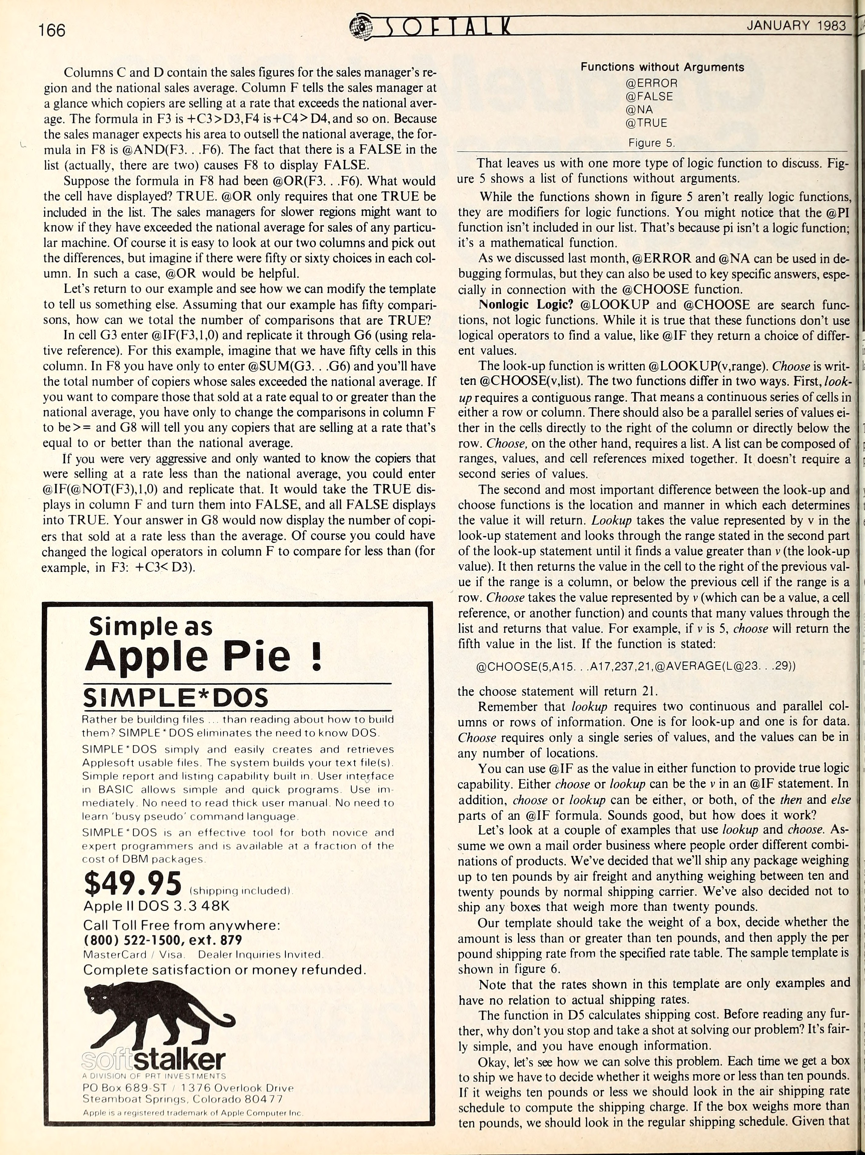 166
SOFTALK
JANUARY 1983
Columns C and D contain the sales figures for the sales manager's re-
gion and the national sales average. Column F tells the sales manager at
a glance which copiers are selling at a rate that exceeds the national aver-
age. The formula in F3 is +C3>D3,F4 is+C4>D4,and so on. Because
the sales manager expects his area to outsell the national average, the for-
mula in F8 is @AND(F3. . .F6). The fact that there is a FALSE in the
list (actually, there are two) causes F8 to display FALSE.
Suppose the formula in F8 had been @OR(F3. . .F6). What would
the cell have displayed? TRUE. @OR only requires that one TRUE be
included in the list. The sales managers for slower regions might want to
know if they have exceeded the national average for sales of any particu-
lar machine. Of course it is easy to look at our two columns and pick out
the differences, but imagine if there were fifty or sixty choices in each col-
umn. In such a case, @OR would be helpful.
Let's return to our example and see how we can modify the template
to tell us something else. Assuming that our example has fifty compari-
sons, how can we total the number of comparisons that are TRUE?
In cell G3 enter @IF(F3,1,0) and replicate it through G6 (using rela-
tive reference). For this example, imagine that we have fifty cells in this
column. In F8 you have only to enter @SUM(G3. . .G6) and you'll have
the total number of copiers whose sales exceeded the national average. If
you want to compare those that sold at a rate equal to or greater than the
national average, you have only to change the comparisons in column F
to be>= and G8 will tell you any copiers that are selling at a rate that's
equal to or better than the national average.
If you were very aggressive and only wanted to know the copiers that
were selling at a rate less than the national average, you could enter
@IF(@NOT(F3),1,0) and replicate that. It would take the TRUE dis-
plays in column F and turn them into FALSE, and all FALSE displays
into TRUE. Your answer in G8 would now display the number of copi-
ers that sold at a rate less than the average. Of course you could have
changed the logical operators in column F to compare for less than (for
example, in F3: +C3< D3).
Simple as
Apple Pie !
SIMPLE*DOS
Rather be building files ... than reading about how to build
them? SIMPLE*DOS eliminates the need to know DOS.
SIMPLE*DOS simply and easily creates and retrieves
Applesoft usable files. The system builds your text file(s).
Simple report and listing capability built in. User interface
in BASIC allows simple and quick programs. Use im-
mediately. No need to read thick user manual. No need to
learn 'busy pseudo' command language.
SIMPLE*DOS is an effective tool for both novice and
expert programmers and is available at a fraction of the
cost of DBM packages.
$49.95 (shipping included).
Apple II DOS 3.3 48K
Call Toll Free from anywhere:
(800) 522-1500, ext. 879
MasterCard / Visa. Dealer Inquiries Invited.
Complete satisfaction or money refunded.
softstalker
A DIVISION OF PRT INVESTMENTS
PO Box 689-ST / 1376 Overlook Drive
Steamboat Springs, Colorado 80477
Apple is a registered trademark of Apple Computer Inc.
Functions without Arguments
@ERROR
@FALSE
@NA
@TRUE
Figure 5.
That leaves us with one more type of logic function to discuss. Fig-
ure 5 shows a list of functions without arguments.
While the functions shown in figure 5 aren't really logic functions,
they are modifiers for logic functions. You might notice that the @PI
function isn't included in our list. That's because pi isn't a logic function;
it's a mathematical function.
As we discussed last month, @ERROR and @NA can be used in de-
bugging formulas, but they can also be used to key specific answers, espe-
cially in connection with the @CHOOSE function.
Nonlogic Logic? @LOOKUP and @CHOOSE are search func-
tions, not logic functions. While it is true that these functions don't use
logical operators to find a value, like @IF they return a choice of differ-
ent values.
The look-up function is written @LOOKUP(v,range). Choose is writ-
ten @CHOOSE(v,list). The two functions differ in two ways. First, look-
up requires a contiguous range. That means a continuous series of cells in
either a row or column. There should also be a parallel series of values ei-
ther in the cells directly to the right of the column or directly below the
row. Choose, on the other hand, requires a list. A list can be composed of
ranges, values, and cell references mixed together. It doesn't require a
second series of values.
The second and most important difference between the look-up and
choose functions is the location and manner in which each determines
the value it will return. Lookup takes the value represented by v in the
look-up statement and looks through the range stated in the second part
of the look-up statement until it finds a value greater than v (the look-up
value). It then returns the value in the cell to the right of the previous val-
ue if the range is a column, or below the previous cell if the range is a
row. Choose takes the value represented by v (which can be a value, a cell
reference, or another function) and counts that many values through the
list and returns that value. For example, if v is 5, choose will return the
fifth value in the list. If the function is stated:
@CHOOSE(5,A15. . .A17,237,21,@AVERAGE(L@23. . .29))
the choose statement will return 21.
Remember that lookup requires two continuous and parallel col-
umns or rows of information. One is for look-up and one is for data.
Choose requires only a single series of values, and the values can be in
any number of locations.
You can use @IF as the value in either function to provide true logic
capability. Either choose or lookup can be the v in an @IF statement. In
addition, choose or lookup can be either, or both, of the then and else
parts of an @IF formula. Sounds good, but how does it work?
Let's look at a couple of examples that use lookup and choose. As-
sume we own a mail order business where people order different combi-
nations of products. We've decided that we'll ship any package weighing
up to ten pounds by air freight and anything weighing between ten and
twenty pounds by normal shipping carrier. We've also decided not to
ship any boxes that weigh more than twenty pounds.
Our template should take the weight of a box, decide whether the
amount is less than or greater than ten pounds, and then apply the per
pound shipping rate from the specified rate table. The sample template is
shown in figure 6.
Note that the rates shown in this template are only examples and
have no relation to actual shipping rates.
The function in D5 calculates shipping cost. Before reading any fur-
ther, why don't you stop and take a shot at solving our problem? It's fair-
ly simple, and you have enough information.
Okay, let's see how we can solve this problem. Each time we get a box
to ship we have to decide whether it weighs more or less than ten pounds.
If it weighs ten pounds or less we should look in the air shipping rate
schedule to compute the shipping charge. If the box weighs more than
ten pounds, we should look in the regular shipping schedule. Given that